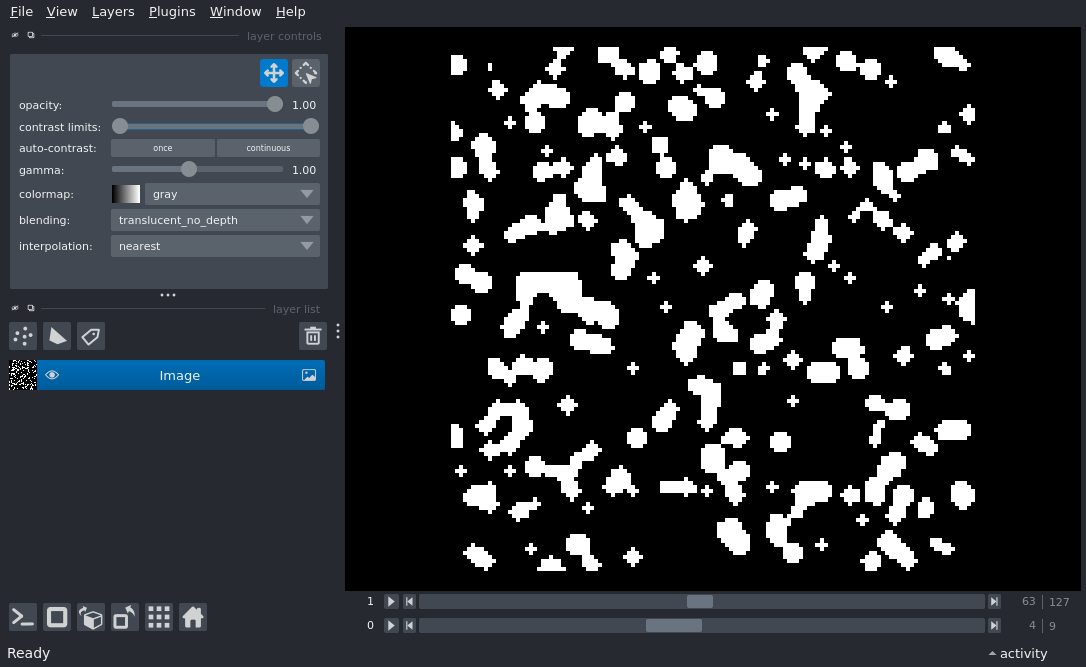 File View Layers Plugins Window Help
layer controls
opacity: 1.00
contrast limits:
auto-contrast: once continuous
gamma: 1.00
colormap: gray
blending: translucent_no_depth
interpolation: nearest
layer list
Image
1 63 127
0 4 9
Ready activity